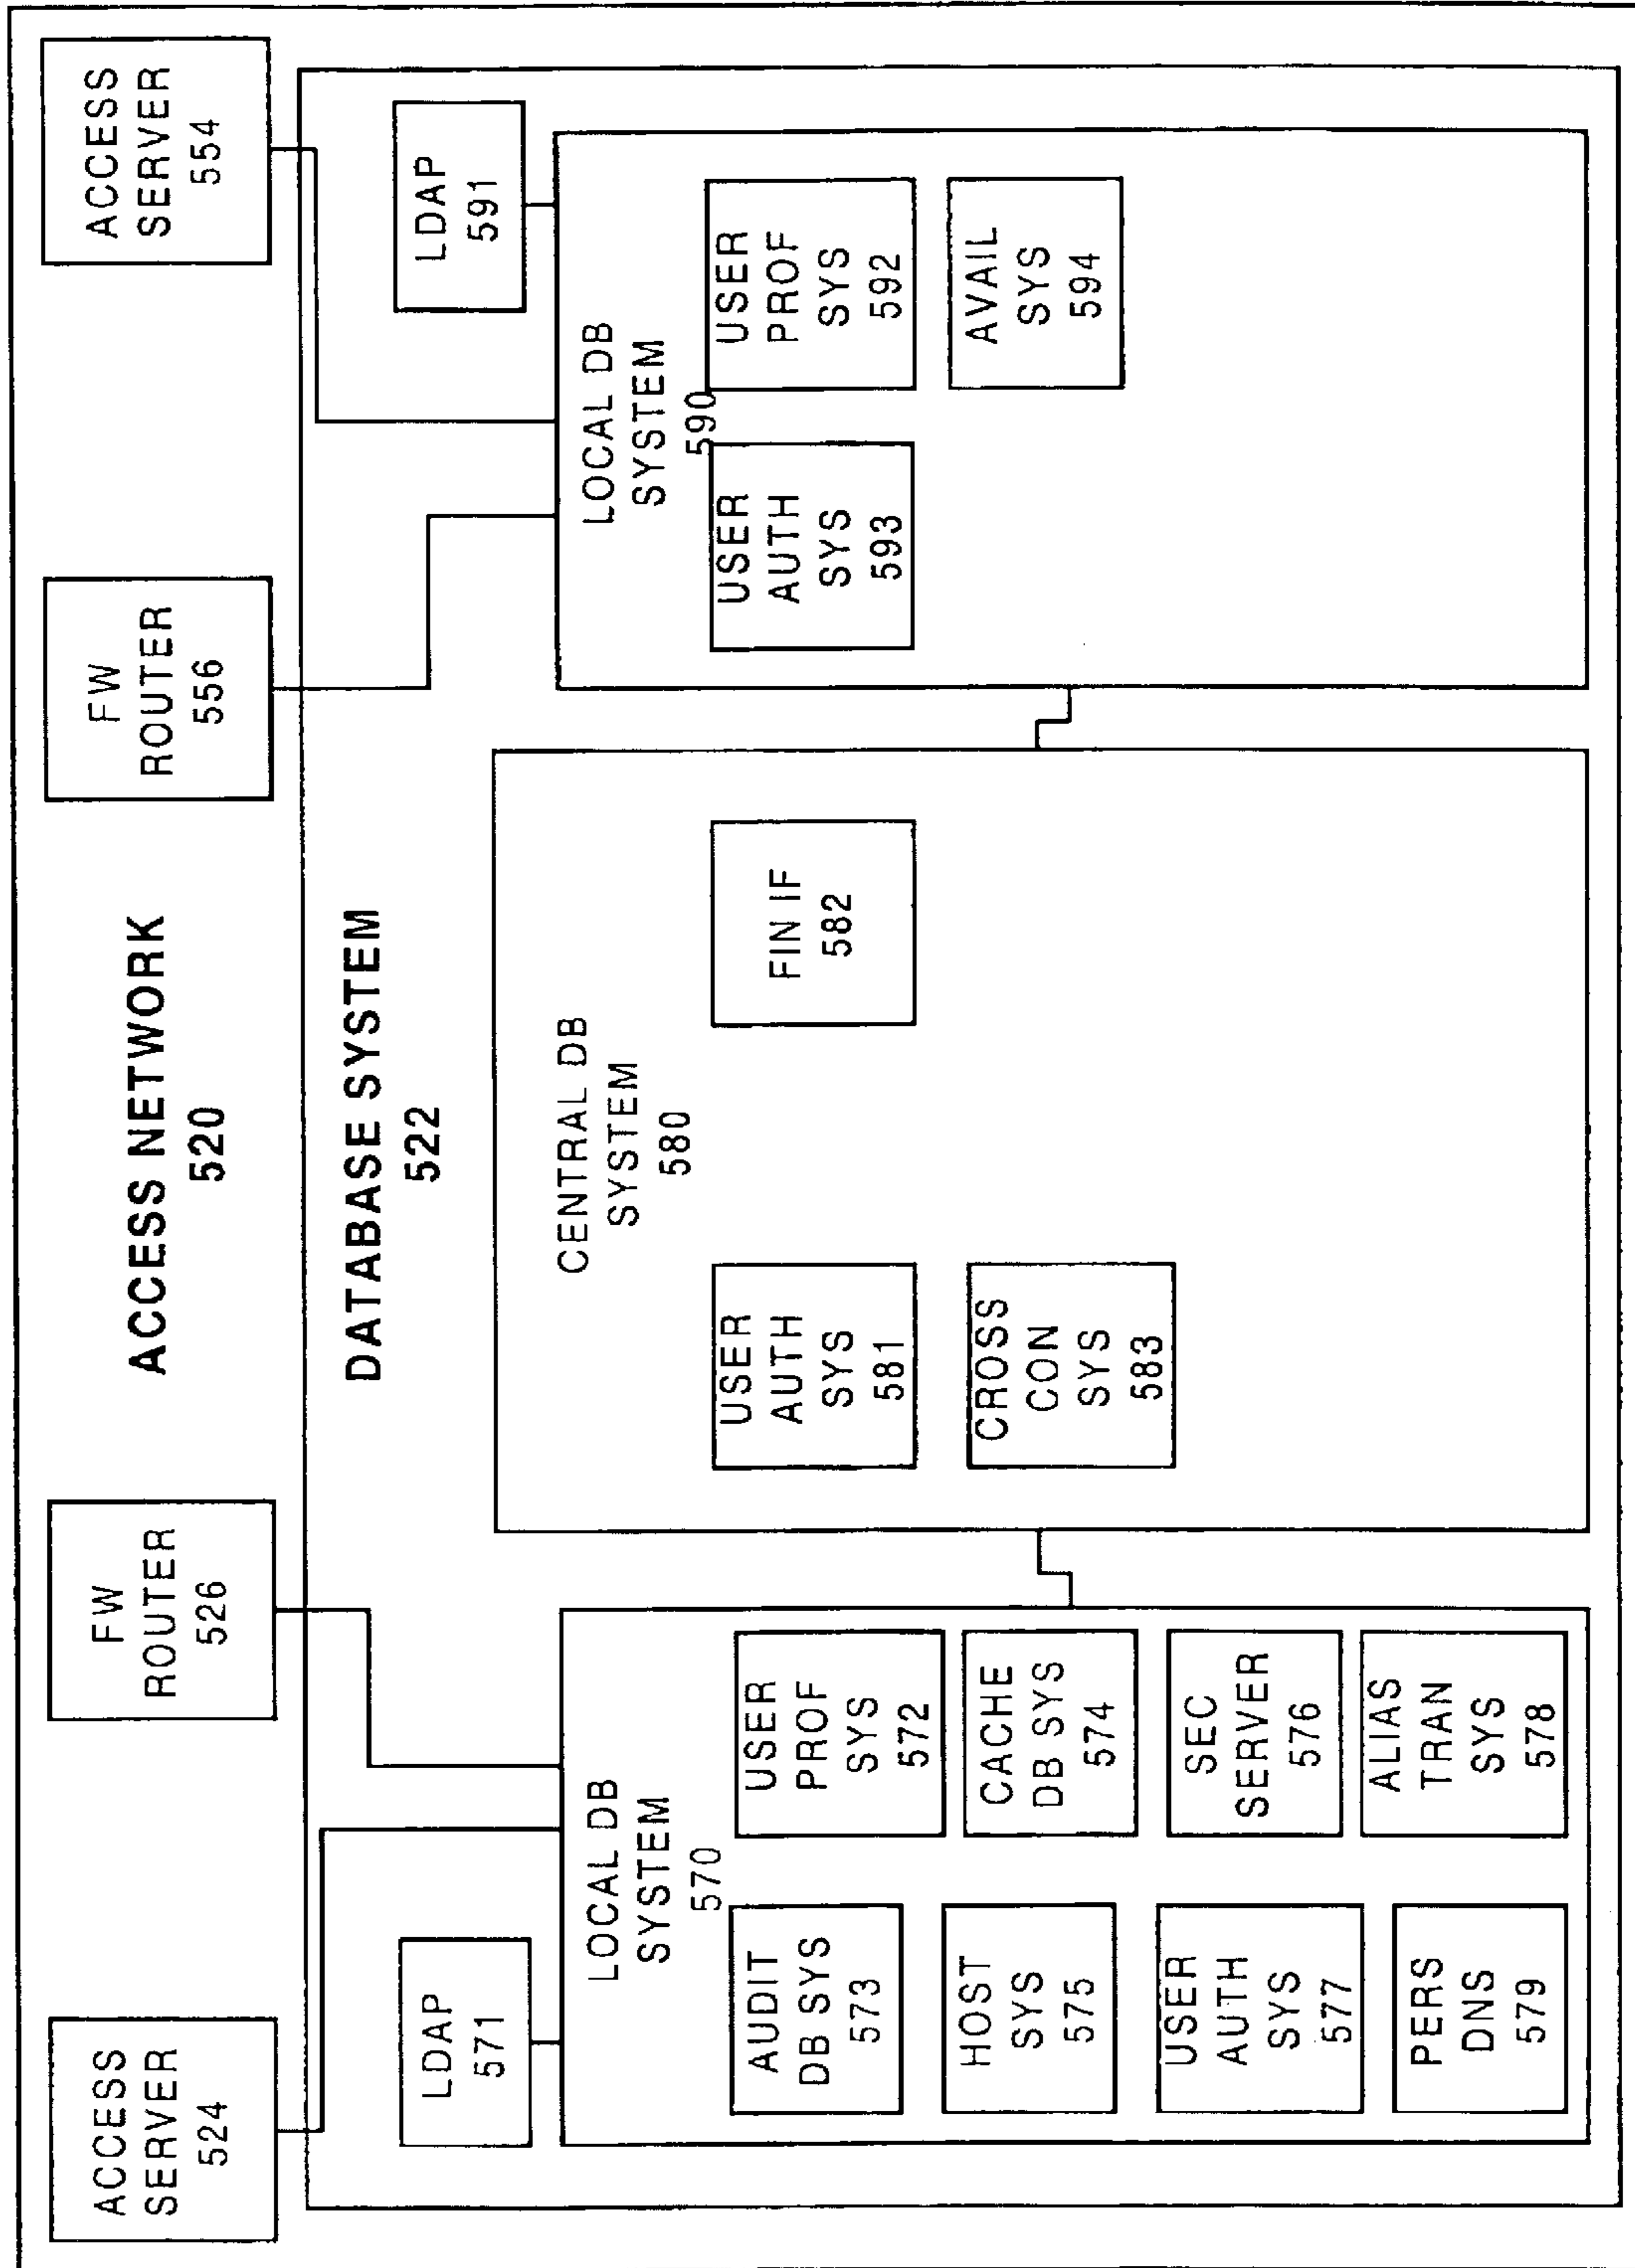 ACCESS
SERVER
524
FW
ROUTER
526
ACCESS NETWORK
520
FW
ROUTER
556
ACCESS
SERVER
554
DATABASE SYSTEM
522
LDAP
571
LDAP
591
LOCAL DB
SYSTEM
570
AUDIT
DB SYS
573
USER
PROF
SYS
572
HOST
SYS
575
CACHE
DB SYS
574
USER
AUTH
SYS
577
SEC
SERVER
576
PERS
DNS
579
ALIAS
TRAN
SYS
578
CENTRAL DB
SYSTEM
580
USER
AUTH
SYS
581
FIN IF
582
CROSS
CON
SYS
583
LOCAL DB
SYSTEM
590
USER
AUTH
SYS
593
USER
PROF
SYS
592
AVAIL
SYS
594